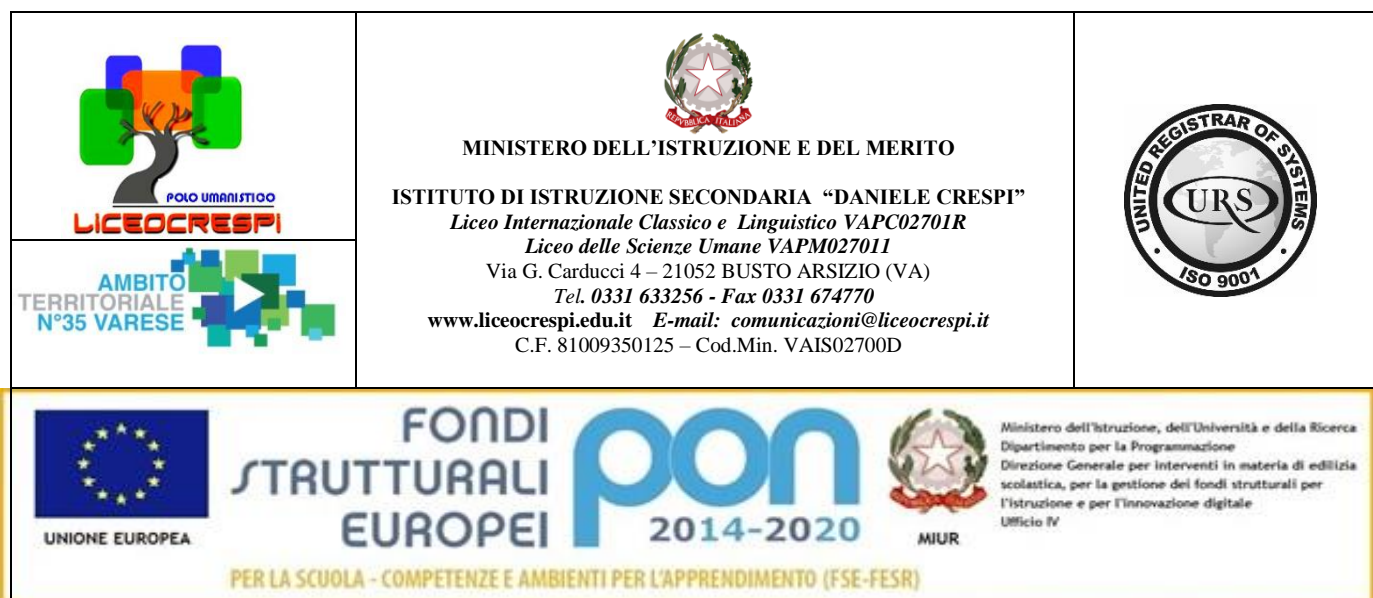 POLO UMANISTICO
LICEOCRESPI
AMBITO
TERRITORIALE
N°35 VARESE
REPVBBLICA ITALIANA
MINISTERO DELL’ISTRUZIONE E DEL MERITO
ISTITUTO DI ISTRUZIONE SECONDARIA “DANIELE CRESPI”
Liceo Internazionale Classico e Linguistico VAPC02701R
Liceo delle Scienze Umane VAPM027011
Via G. Carducci 4 – 21052 BUSTO ARSIZIO (VA)
Tel. 0331 633256 - Fax 0331 674770
www.liceocrespi.edu.it E-mail: comunicazioni@liceocrespi.it
C.F. 81009350125 – Cod.Min. VAIS02700D
UNITED REGISTRAR OF SYSTEMS
URS
ISO 9001
UNIONE EUROPEA
FONDI
STRUTTURALI
EUROPEI
pon
2014-2020
MIUR
Ministero dell'Istruzione, dell'Università e della Ricerca
Dipartimento per la Programmazione
Direzione Generale per interventi in materia di edilizia
scolastica, per la gestione dei fondi strutturali per
l'istruzione e per l'innovazione digitale
Ufficio IV
PER LA SCUOLA - COMPETENZE E AMBIENTI PER L'APPRENDIMENTO (FSE-FESR)